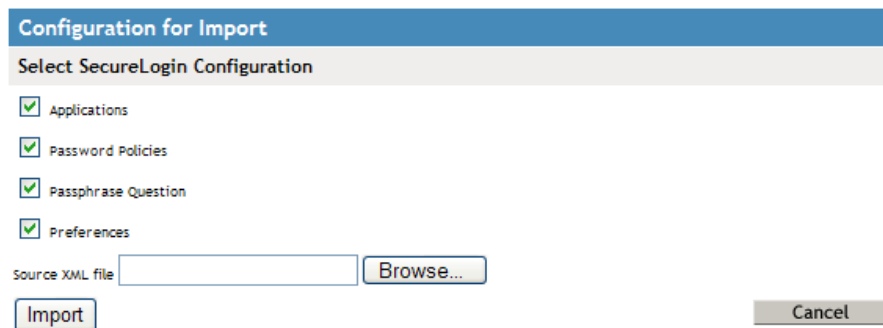 Configuration for Import
Select SecureLogin Configuration
Applications
Password Policies
Passphrase Question
Preferences
Source XML file Browse...
Import Cancel